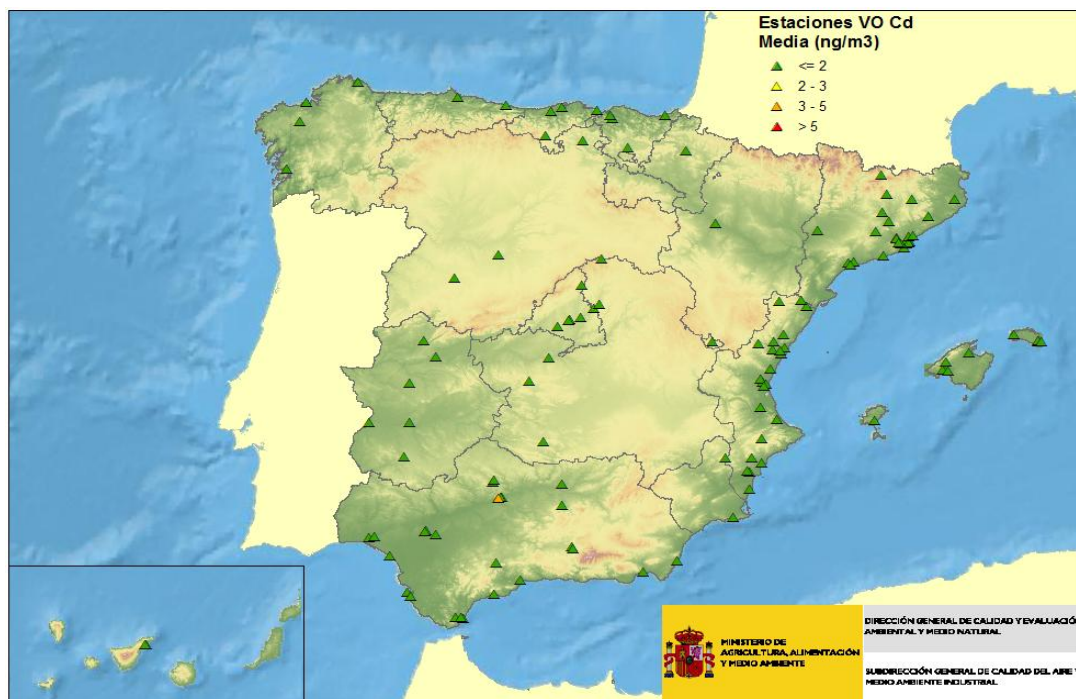 Estaciones VO Cd
Media (ng/m3)
<= 2
2 - 3
3 - 5
> 5
MINISTERIO DE
AGRICULTURA, ALIMENTACIÓN
Y MEDIO AMBIENTE
DIRECCIÓN GENERAL DE CALIDAD Y EVALUACIÓ
AMBIENTAL Y MEDIO NATURAL
SUBDIRECCIÓN GENERAL DE CALIDAD DEL AIRE Y
MEDIO AMBIENTE INDUSTRIAL